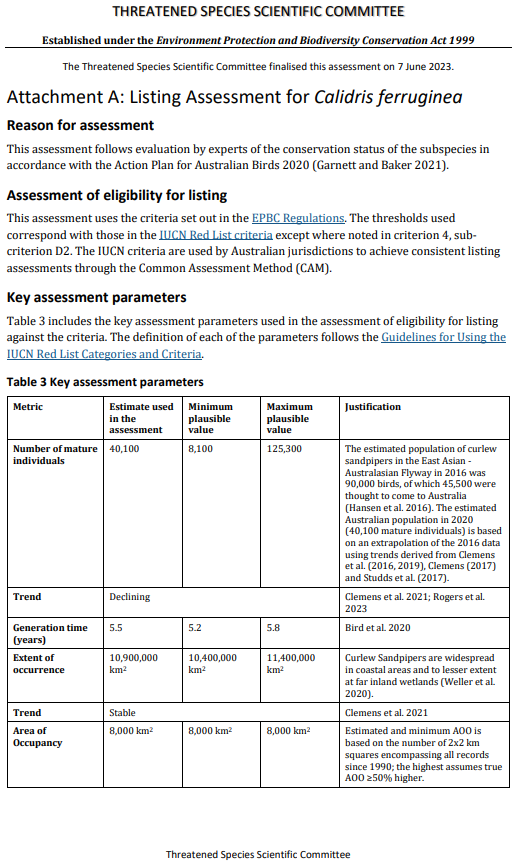 THREATENED SPECIES SCIENTIFIC COMMITTEE
Established under the Environment Protection and Biodiversity Conservation Act 1999
The Threatened Species Scientific Committee finalised this assessment on 7 June 2023.
Attachment A: Listing Assessment for Calidris ferruginea
Reason for assessment
This assessment follows evaluation by experts of the conservation status of the subspecies in
accordance with the Action Plan for Australian Birds 2020 (Garnett and Baker 2021).
Assessment of eligibility for listing
This assessment uses the criteria set out in the EPBC Regulations. The thresholds used
correspond with those in the IUCN Red List criteria except where noted in criterion 4, sub-
criterion D2. The IUCN criteria are used by Australian jurisdictions to achieve consistent listing
assessments through the Common Assessment Method (CAM).
Key assessment parameters
Table 3 includes the key assessment parameters used in the assessment of eligibility for listing
against the criteria. The definition of each of the parameters follows the Guidelines for Using the
IUCN Red List Categories and Criteria.
Table 3 Key assessment parameters
Metric
Estimate used
in the
assessment
Minimum
plausible
value
Maximum
plausible
value
Justification
Number of mature
individuals
40,100
8,100
125,300
The estimated population of curlew
sandpipers in the East Asian -
Australasian Flyway in 2016 was
90,000 birds, of which 45,500 were
thought to come to Australia
(Hansen et al. 2016). The estimated
Australian population in 2020
(40,100 mature individuals) is based
on an extrapolation of the 2016 data
using trends derived from Clemens
et al. (2016, 2019), Clemens (2017)
and Studds et al. (2017).
Trend
Declining
Clemens et al. 2021; Rogers et al.
2023
Generation time
(years)
5.5
5.2
5.8
Bird et al. 2020
Extent of
occurrence
10,900,000
km²
10,400,000
km²
11,400,000
km²
Curlew Sandpipers are widespread
in coastal areas and to lesser extent
at far inland wetlands (Weller et al.
2020).
Trend
Stable
Clemens et al. 2021
Area of
Occupancy
8,000 km²
8,000 km²
8,000 km²
Estimated and minimum AOO is
based on the number of 2x2 km
squares encompassing all records
since 1990; the highest assumes true
AOO ≥50% higher.
Threatened Species Scientific Committee